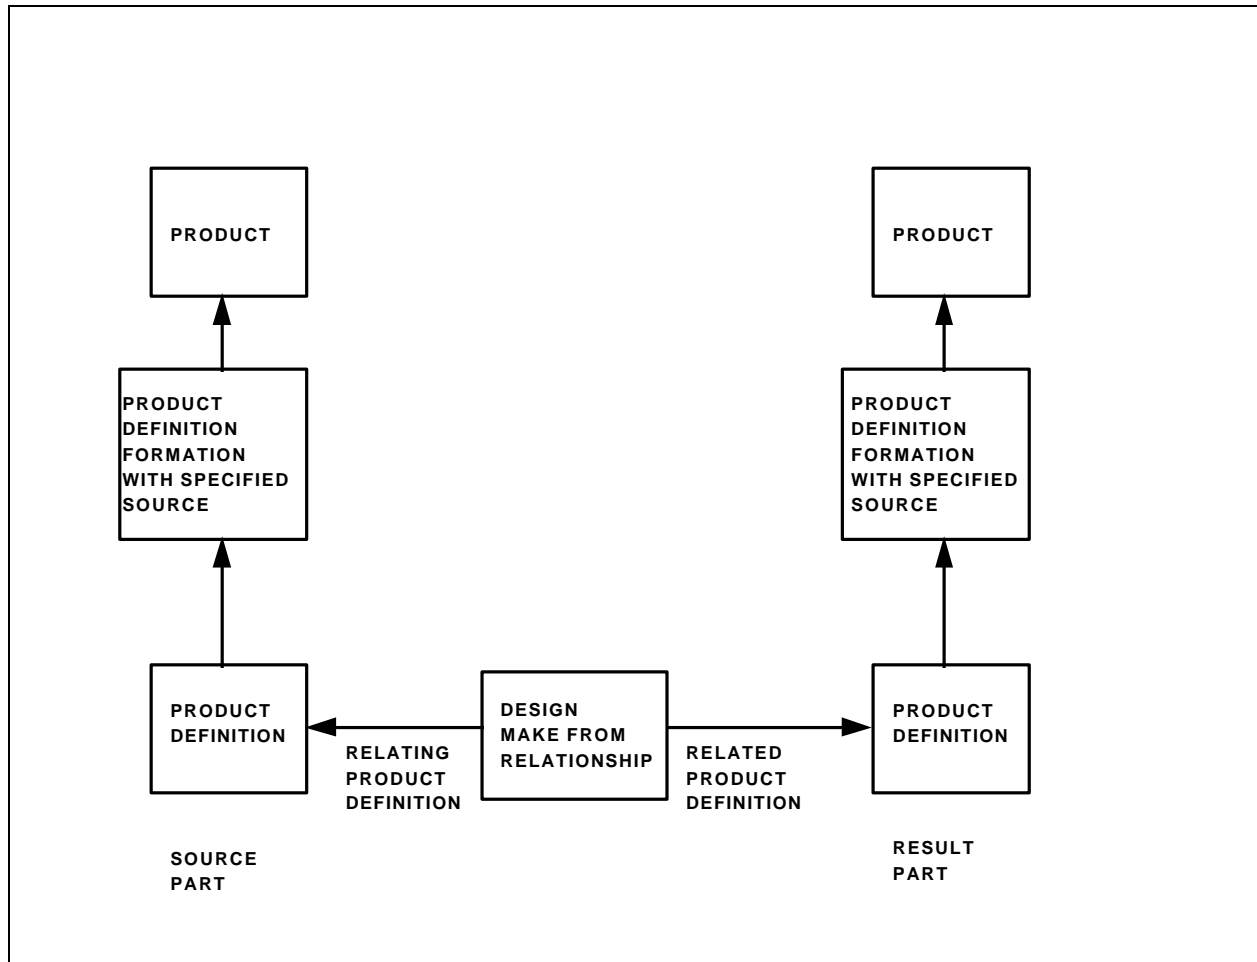 PRODUCT
PRODUCT
PRODUCT
DEFINITION
FORMATION
WITH SPECIFIED
SOURCE
PRODUCT
DEFINITION
FORMATION
WITH SPECIFIED
SOURCE
PRODUCT
DEFINITION
RELATING
PRODUCT
DEFINITION
DESIGN
MAKE FROM
RELATIONSHIP
RELATED
PRODUCT
DEFINITION
PRODUCT
DEFINITION
SOURCE
PART
RESULT
PART